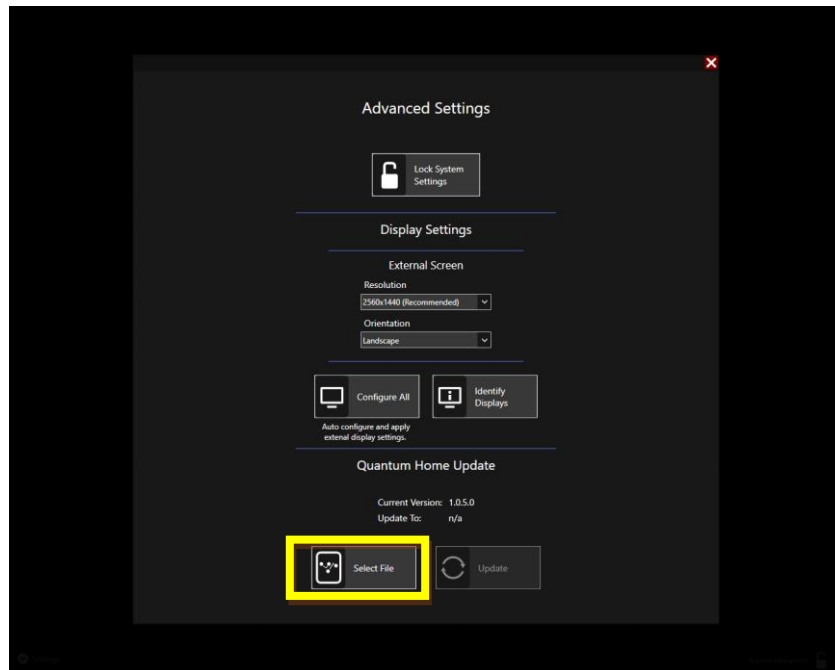 Advanced Settings
Lock System
Settings
Display Settings
External Screen
Resolution
2560x1440 (Recommended)
Orientation
Landscape
Configure All
Identify
Displays
Auto configure and apply
extenal display settings.
Quantum Home Update
Current Version: 1.0.5.0
Update To: n/a
Select File
Update